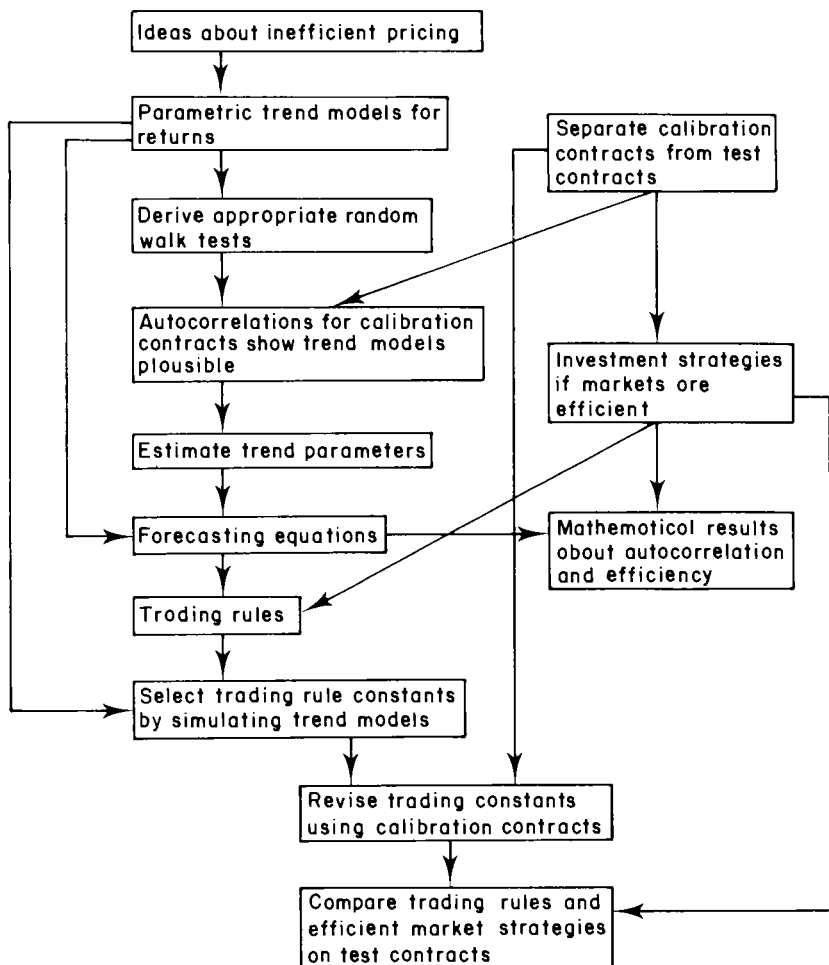 Ideas about inefficient pricing
Parametric trend models for
returns
Separate calibration
contracts from test
contracts
Derive appropriate random
walk tests
Autocorrelations for calibration
contracts show trend models
plousible
Investment strategies
if markets ore
efficient
Estimate trend parameters
Forecasting equations
Mathemoticol results
obout autocorrelation
and efficiency
Troding rules
Select trading rule constants
by simulating trend models
Revise trading constants
using calibration contracts
Compare trading rules and
efficient market strategies
on test contracts